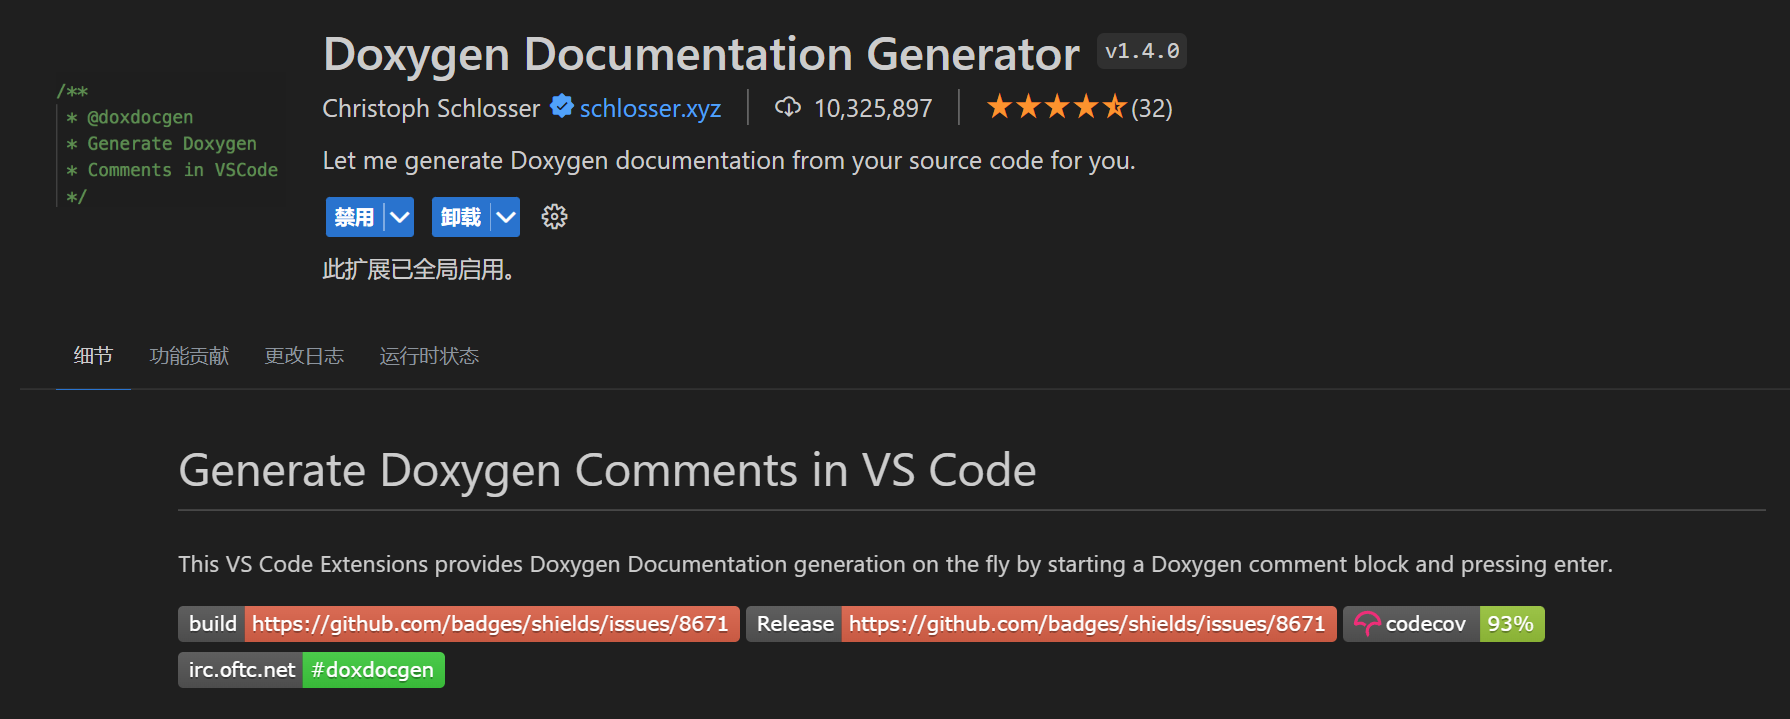 /**
* @doxdocgen
* Generate Doxygen
* Comments in VSCode
*/
Doxygen Documentation Generator v1.4.0
Christoph Schlosser schlosser.xyz 10,325,897 (32)
Let me generate Doxygen documentation from your source code for you.
禁用 卸载
此扩展已全局启用。
细节 功能贡献 更改日志 运行时状态
Generate Doxygen Comments in VS Code
This VS Code Extensions provides Doxygen Documentation generation on the fly by starting a Doxygen comment block and pressing enter.
build https://github.com/badges/shields/issues/8671 Release https://github.com/badges/shields/issues/8671 codecov 93%
irc.oftc.net #doxdocgen